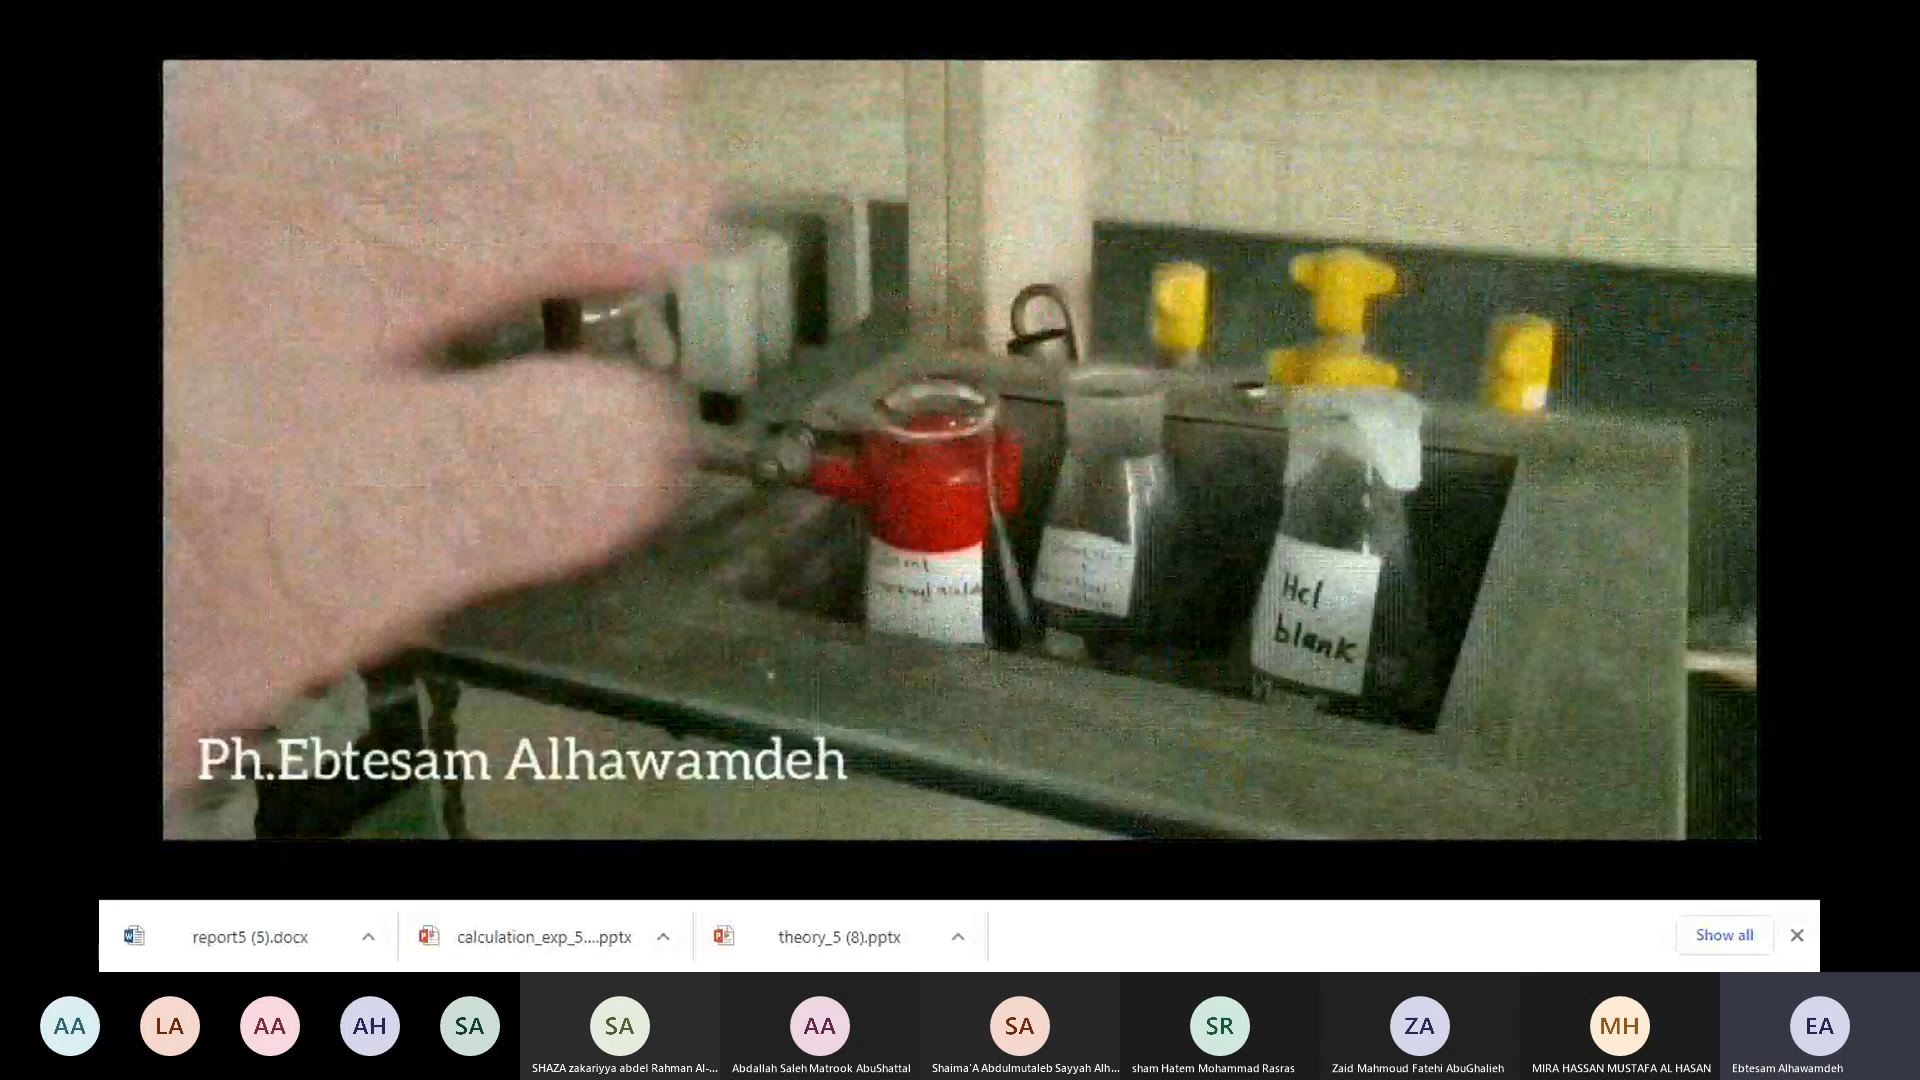 Hcl
blank
Ph.Ebtesam Alhawamdeh
report5 (5).docx
calculation_exp_5....pptx
theory_5 (8).pptx
Show all
AA
LA
AA
AH
SA
SA
AA
SA
SR
ZA
MH
EA
SHAZA zakariyya abdel Rahman Al-...
Abdallah Saleh Matrook AbuShattal
Shaima'A Abdulmutaleb Sayyah Alh...
sham Hatem Mohammad Rasras
Zaid Mahmoud Fatehi AbuGhalieh
MIRA HASSAN MUSTAFA AL HASAN
Ebtesam Alhawamdeh